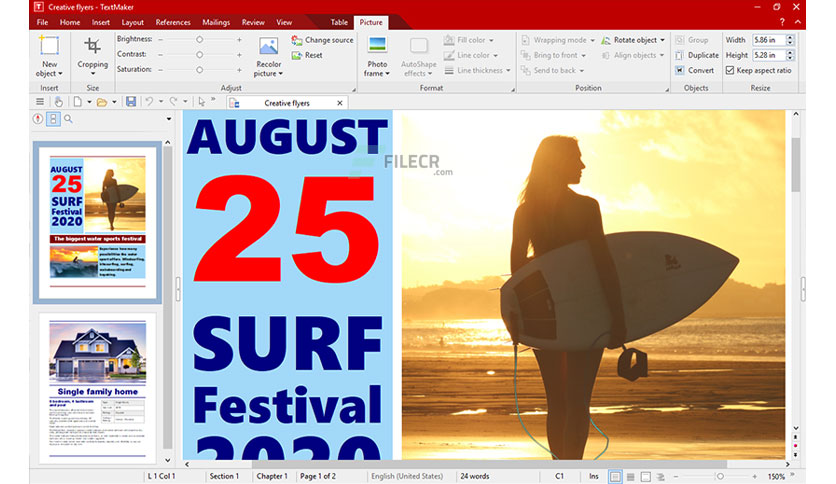 Creative flyers - TextMaker
File Home Insert Layout References Mailings Review View Table Picture
New object
Insert
Cropping
Size
Brightness:
Contrast:
Saturation:
Recolor picture
Change source
Reset
Adjust
Photo frame
AutoShape effects
Fill color
Line color
Line thickness
Format
Wrapping mode
Bring to front
Send to back
Rotate object
Align objects
Position
Group
Duplicate
Convert
Objects
Width 5.86 in
Height 5.28 in
Keep aspect ratio
Resize
Creative flyers
AUGUST
25
SURF
Festival
2020
The biggest water sports festival
Single family home
AUGUST
25
SURF
Festival
2020
FILECR
.com
L 1 Col 1 Section 1 Chapter 1 Page 1 of 2 English (United States) 24 words C1 Ins 150%